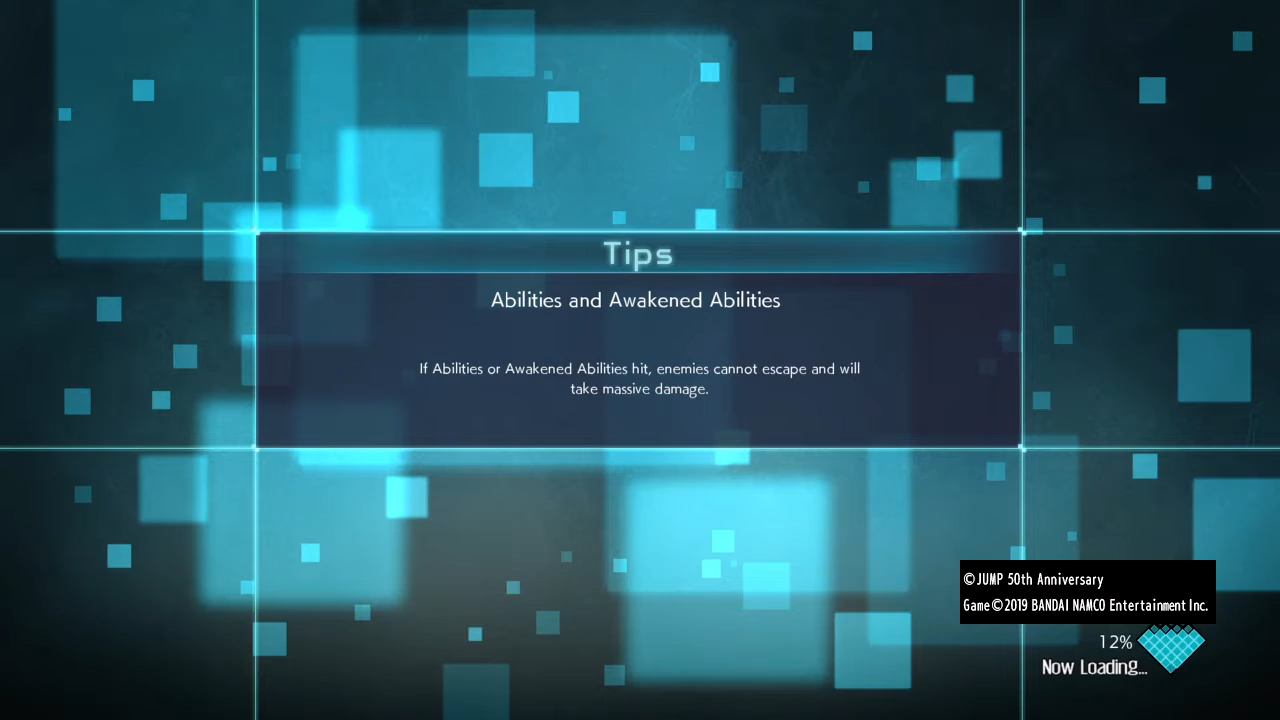 Tips
Abilities and Awakened Abilities
If Abilities or Awakened Abilities hit, enemies cannot escape and will
take massive damage.
©JUMP 50th Anniversary
Game©2019 BANDAI NAMCO Entertainment Inc.
12%
Now Loading...